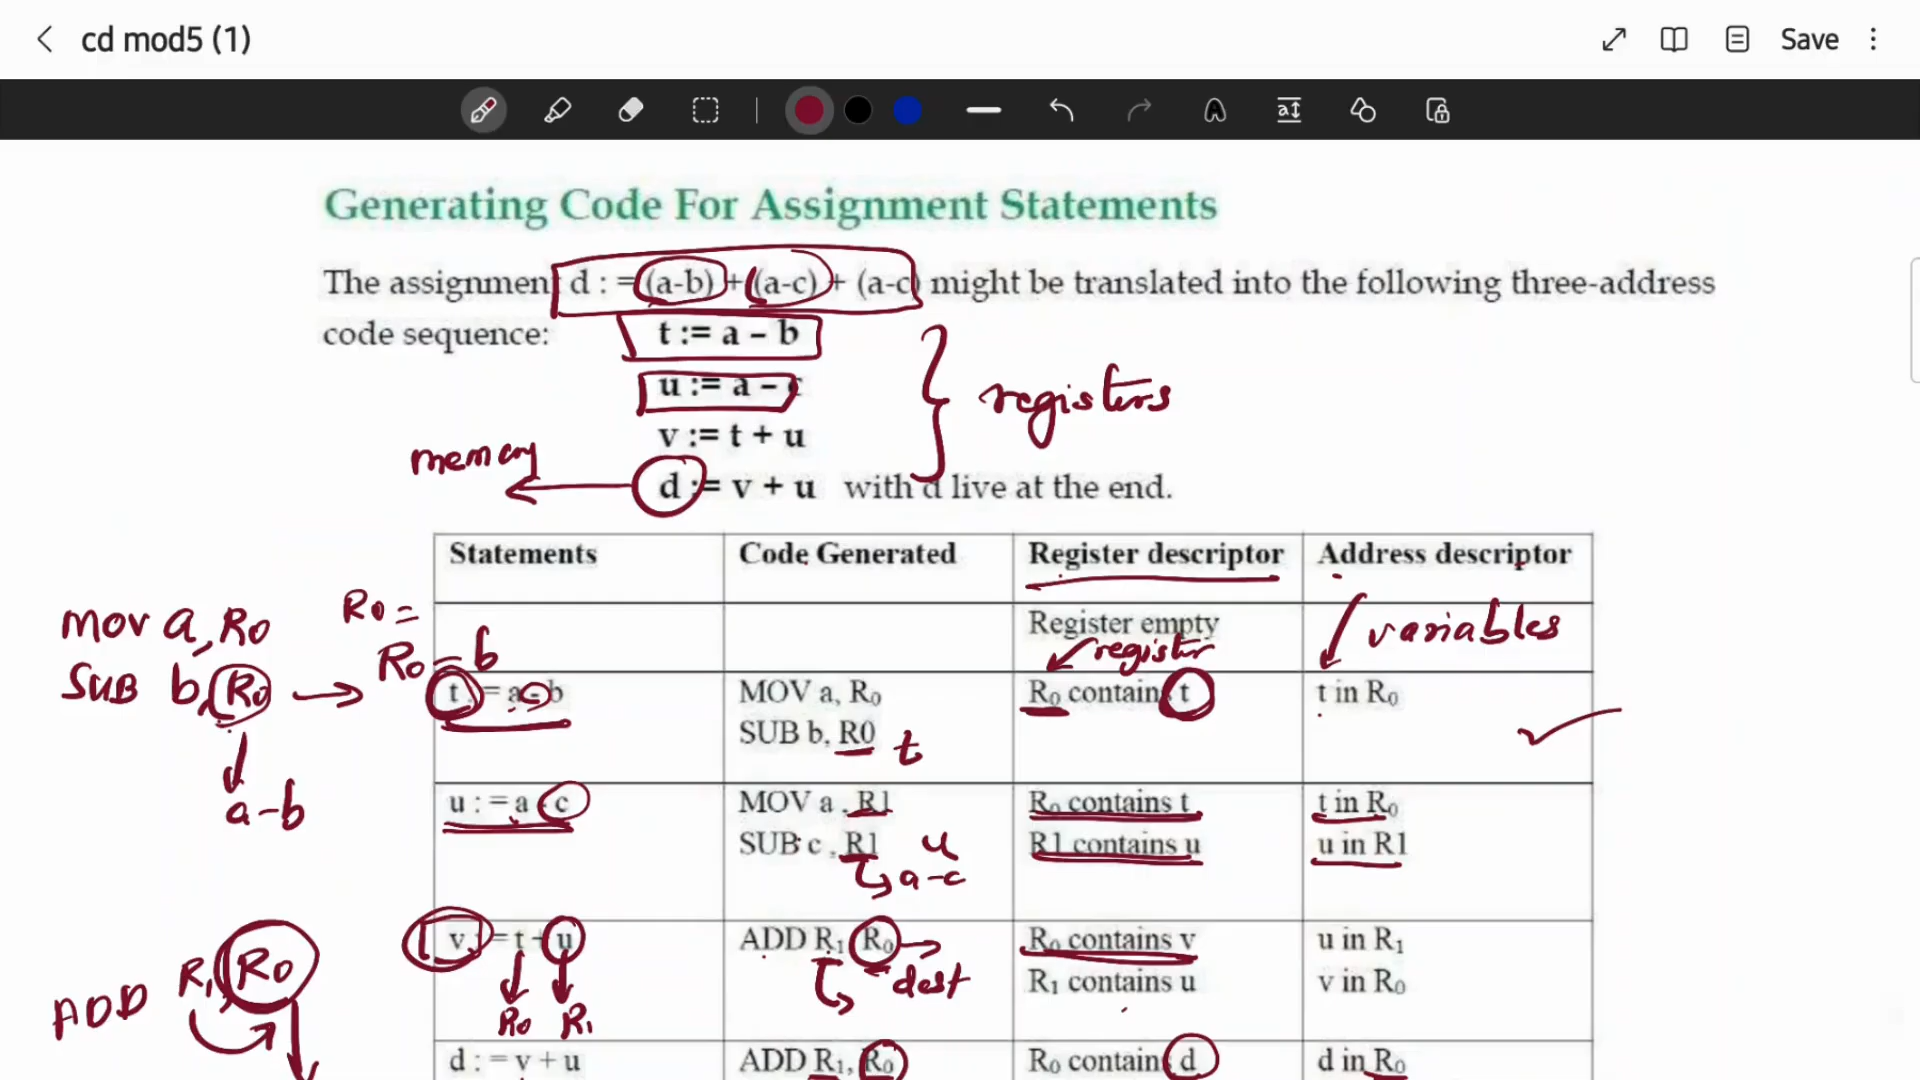 cd mod5 (1)
Save
Generating Code For Assignment Statements
The assignment d : = (a-b) + (a-c) + (a-c) might be translated into the following three-address
code sequence:
t := a – b
u := a – c
registers
v := t + u
memory
d := v + u with d live at the end.
Statements Code Generated Register descriptor Address descriptor
Register empty
variables
register
mov a, R0
R0 =
R0 = b
SUB b, R0
a-b
t : = a - b
MOV a, R0
SUB b, R0
t
R0 contains t
t in R0
u : = a - c
MOV a , R1
SUB c , R1
u
a-c
R0 contains t
R1 contains u
t in R0
u in R1
v : = t + u
R0 R1
ADD R1, R0
dest
R0 contains v
R1 contains u
u in R1
v in R0
ADD R1, R0
d : = v + u
ADD R1, R0
R0 contains d
d in R0